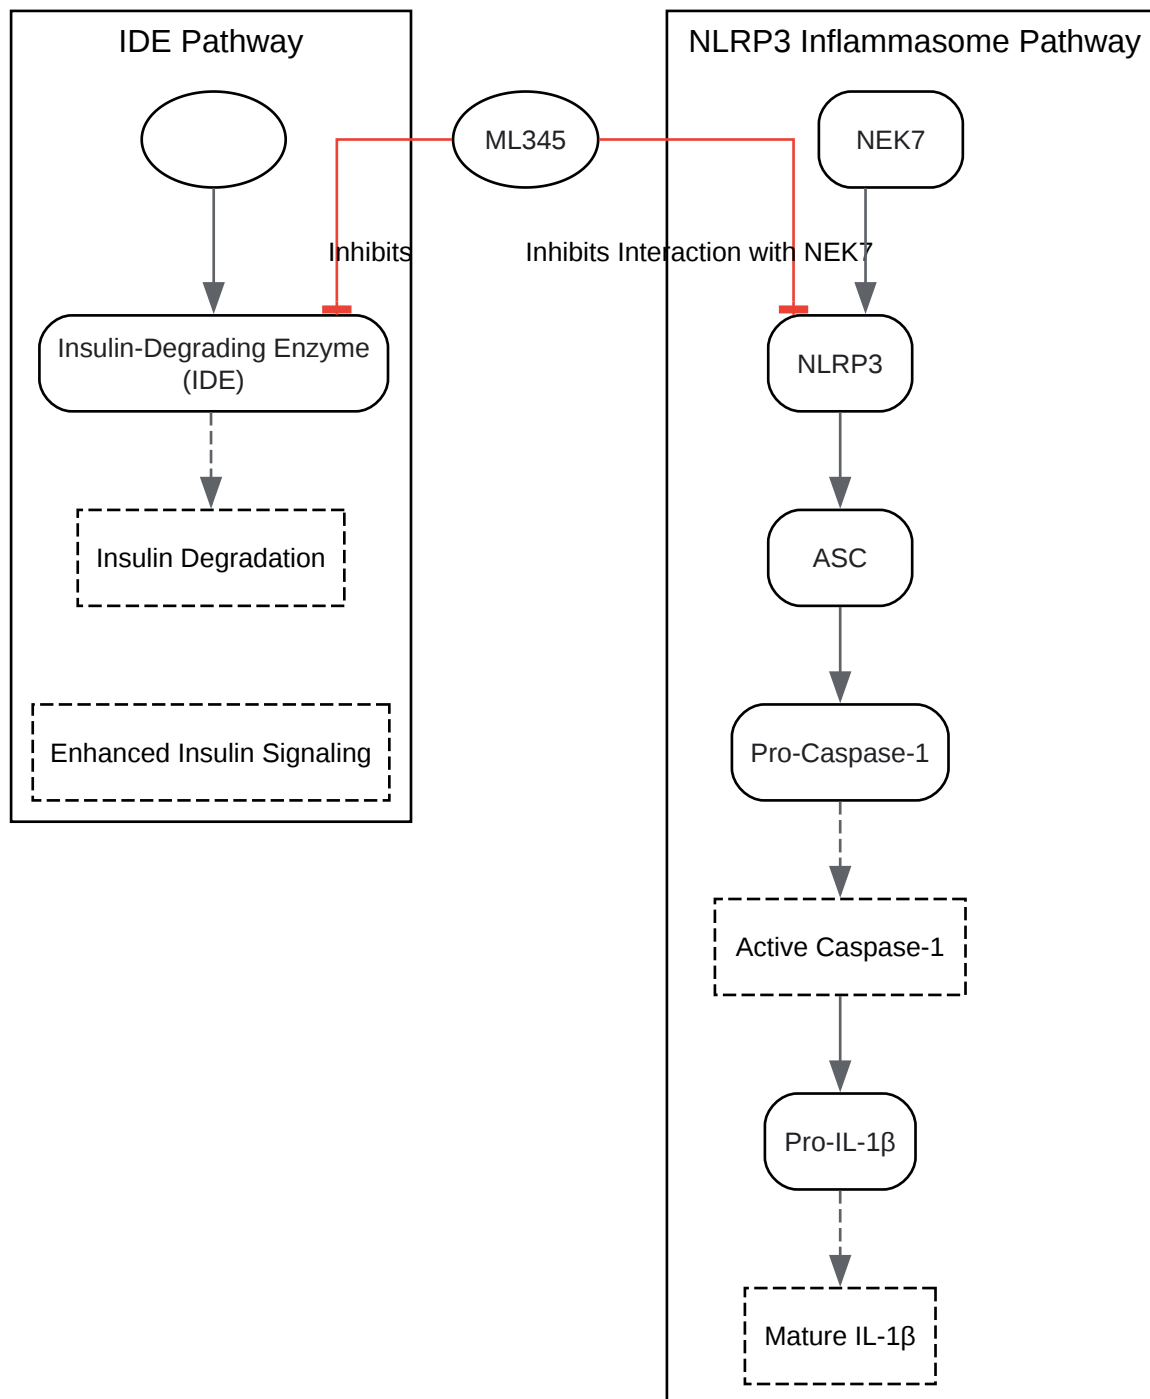 IDE Pathway
NLRP3 Inflammasome Pathway
ML345
NEK7
Inhibits
Inhibits Interaction with NEK7
Insulin-Degrading Enzyme
(IDE)
NLRP3
Insulin Degradation
ASC
Enhanced Insulin Signaling
Pro-Caspase-1
Active Caspase-1
Pro-IL-1β
Mature IL-1β